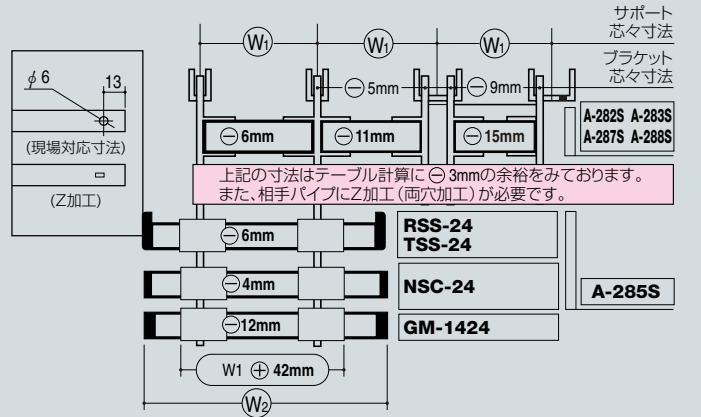 サポート
芯々寸法
W1 W1 W1
ブラケット
芯々寸法
φ6 13
⊖5mm ⊖9mm
(現場対応寸法)
(Z加工)
⊖6mm ⊖11mm ⊖15mm
A-282S A-283S
A-287S A-288S
上記の寸法はテーブル計算に⊖3mmの余裕をみております。
また、相手パイプにZ加工(両穴加工)が必要です。
⊖6mm
RSS-24
TSS-24
⊖4mm
NSC-24
A-285S
⊖12mm
GM-1424
W1 ⊕ 42mm
W2